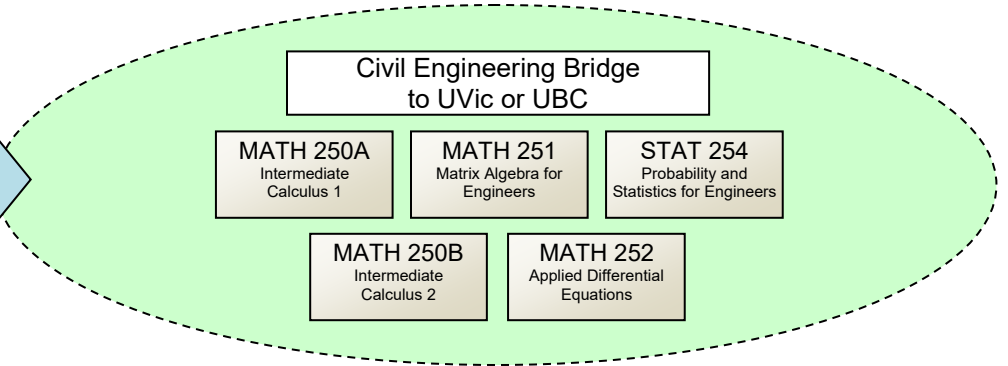 Civil Engineering Bridge
to UVic or UBC
MATH 250A
Intermediate
Calculus 1
MATH 251
Matrix Algebra for
Engineers
STAT 254
Probability and
Statistics for Engineers
MATH 250B
Intermediate
Calculus 2
MATH 252
Applied Differential
Equations